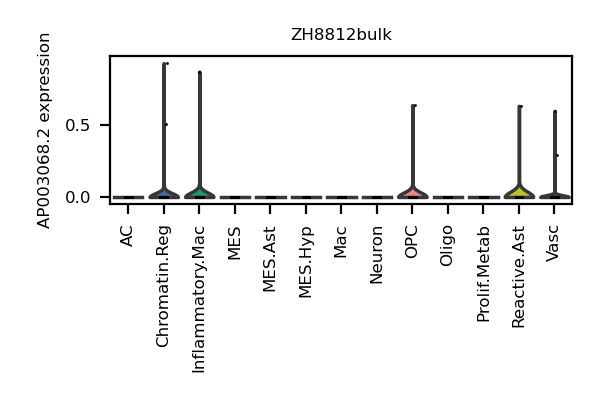 ZH8812bulk
AP003068.2 expression
0.5
0.0
AC
Chromatin.Reg
Inflammatory.Mac
MES
MES.Ast
MES.Hyp
Mac
Neuron
OPC
Oligo
Prolif.Metab
Reactive.Ast
Vasc